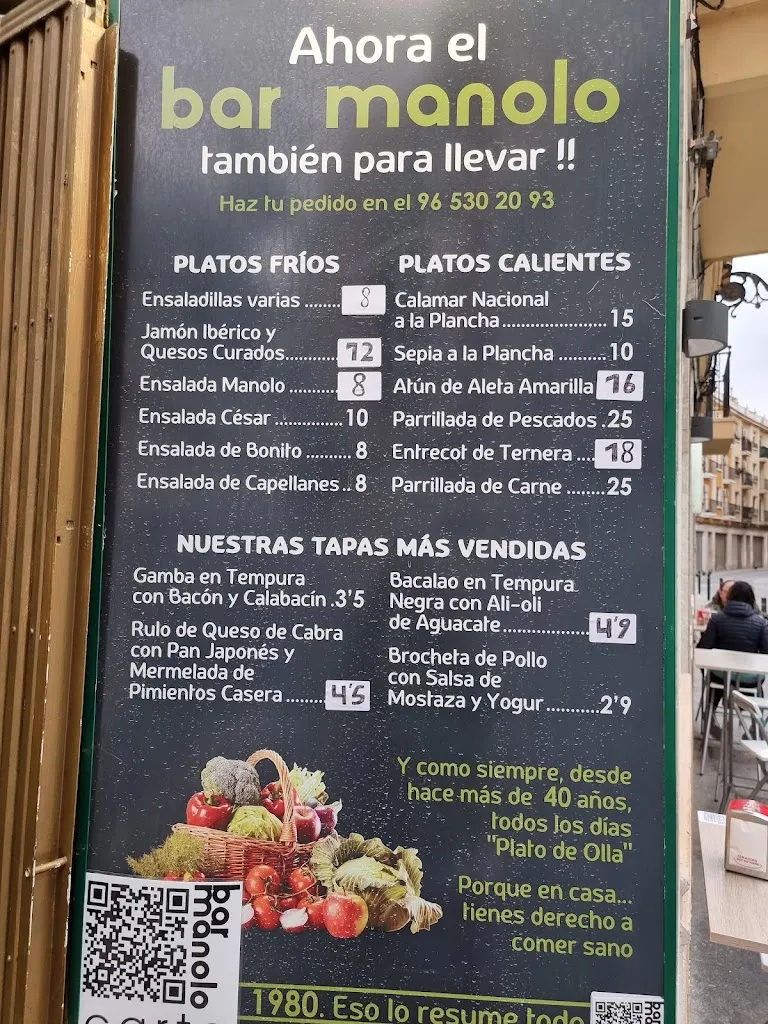 Ahora el
bar manolo
también para llevar !!
Haz tu pedido en el 96 530 20 93
PLATOS FRÍOS
Ensaladillas varias ....... 8
Jamón Ibérico y
Quesos Curados........... 12
Ensalada Manolo .......... 8
Ensalada César ............... 10
Ensalada de Bonito .......... 8
Ensalada de Capellanes.. 8
PLATOS CALIENTES
Calamar Nacional
a la Plancha....................... 15
Sepia a la Plancha .......... 10
Atún de Aleta Amarilla 16
Parrillada de Pescados .25
Entrecot de Ternera .... 18
Parrillada de Carne ........25
NUESTRAS TAPAS MÁS VENDIDAS
Gamba en Tempura
con Bacón y Calabacín .3'5
Rulo de Queso de Cabra
con Pan Japonés y
Mermelada de
Pimientos Casera ........ 4'5
Bacalao en Tempura
Negra con Ali-oli
de Aguacate................... 4'9
Brocheta de Pollo
con Salsa de
Mostaza y Yogur ...........2'9
Y como siempre, desde
hace más de 40 años,
todos los días
"Plato de Olla"
Porque en casa...
tienes derecho a
comer sano
bar
manolo
1980. Eso lo resume todo